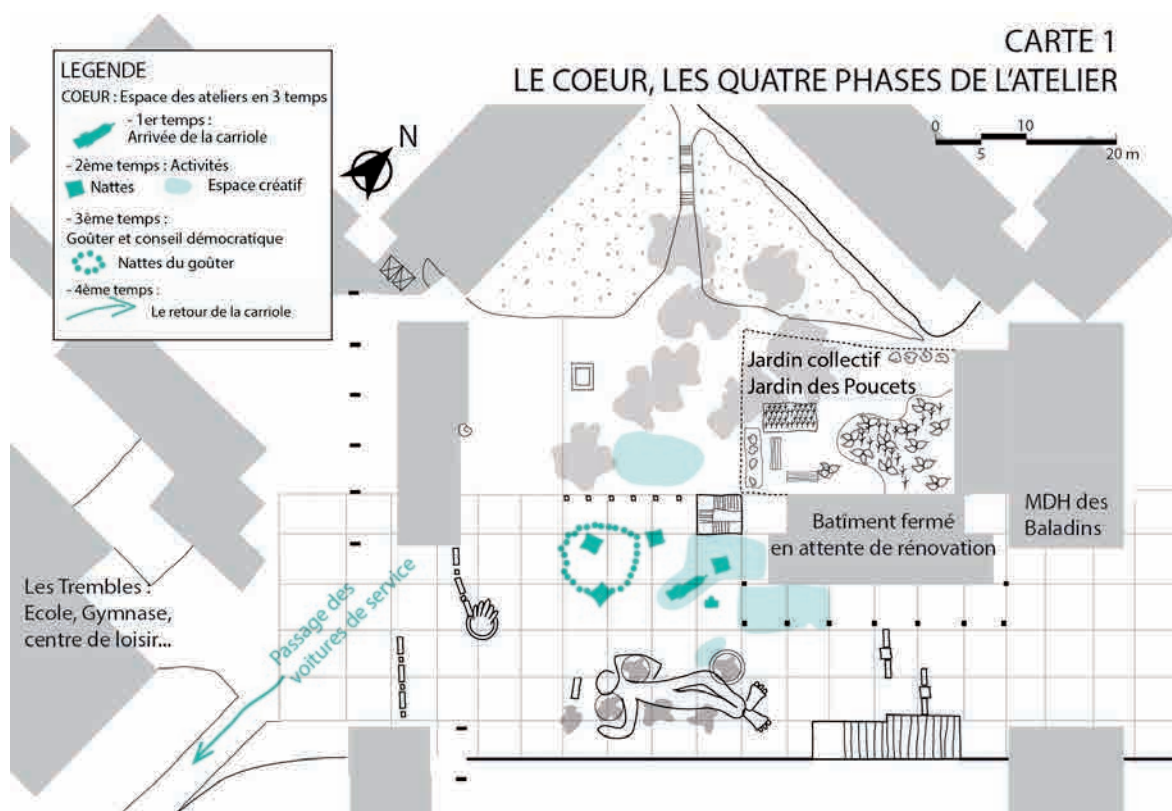 CARTE 1
LE COEUR, LES QUATRE PHASES DE L'ATELIER
LEGENDE
COEUR : Espace des ateliers en 3 temps
- 1er temps :
Arrivée de la carriole
- 2ème temps : Activités
Nattes
Espace créatif
- 3ème temps :
Goûter et conseil démocratique
Nattes du goûter
- 4ème temps :
Le retour de la carriole
N
0
10
5
20 m
Jardin collectif
Jardin des Poucets
Batîment fermé
en attente de rénovation
MDH des
Baladins
Les Trembles :
Ecole, Gymnase,
centre de loisir...
Passage des
voitures de service